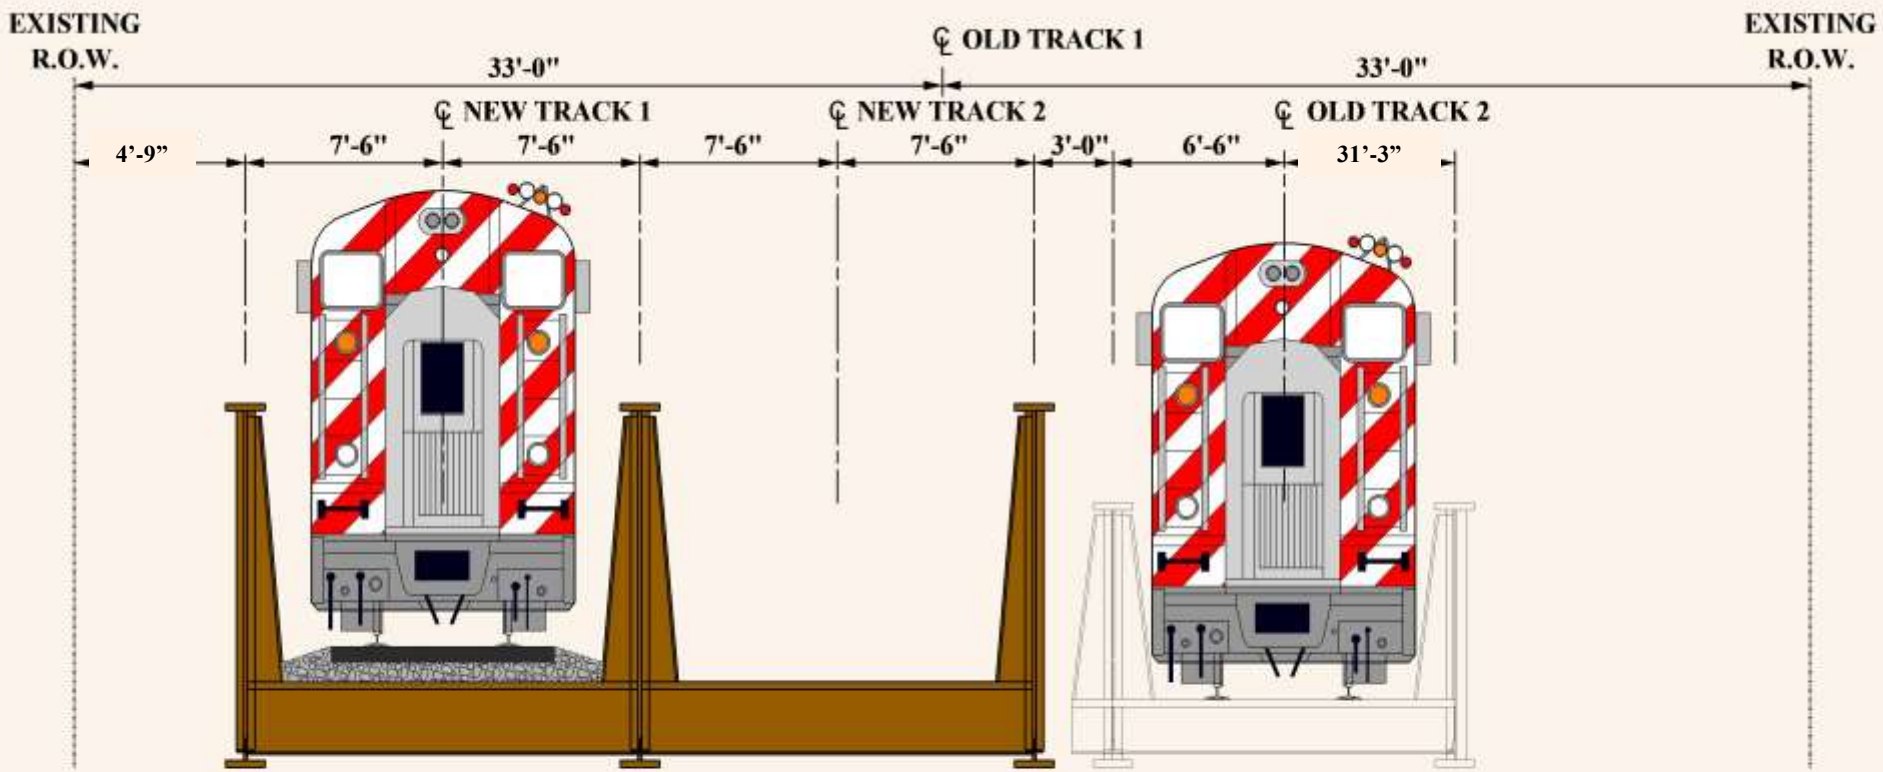 EXISTING
R.O.W.
℄ OLD TRACK 1
EXISTING
R.O.W.
33'-0"
33'-0"
℄ NEW TRACK 1
℄ NEW TRACK 2
℄ OLD TRACK 2
4’-9”
7'-6"
7'-6"
7'-6"
7'-6"
3'-0"
6'-6"
31’-3”